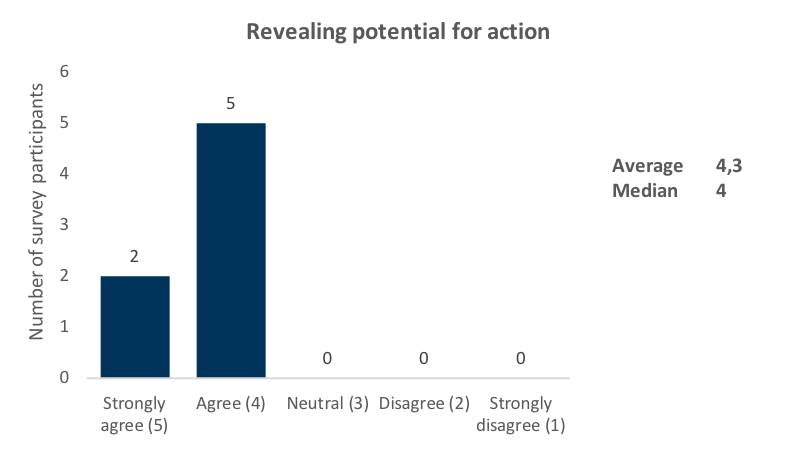 Revealing potential for action
Number of survey participants
6
5
4
3
2
1
0
2
5
0
0
0
Strongly
agree (5)
Agree (4)
Neutral (3)
Disagree (2)
Strongly
disagree (1)
Average 4,3
Median 4